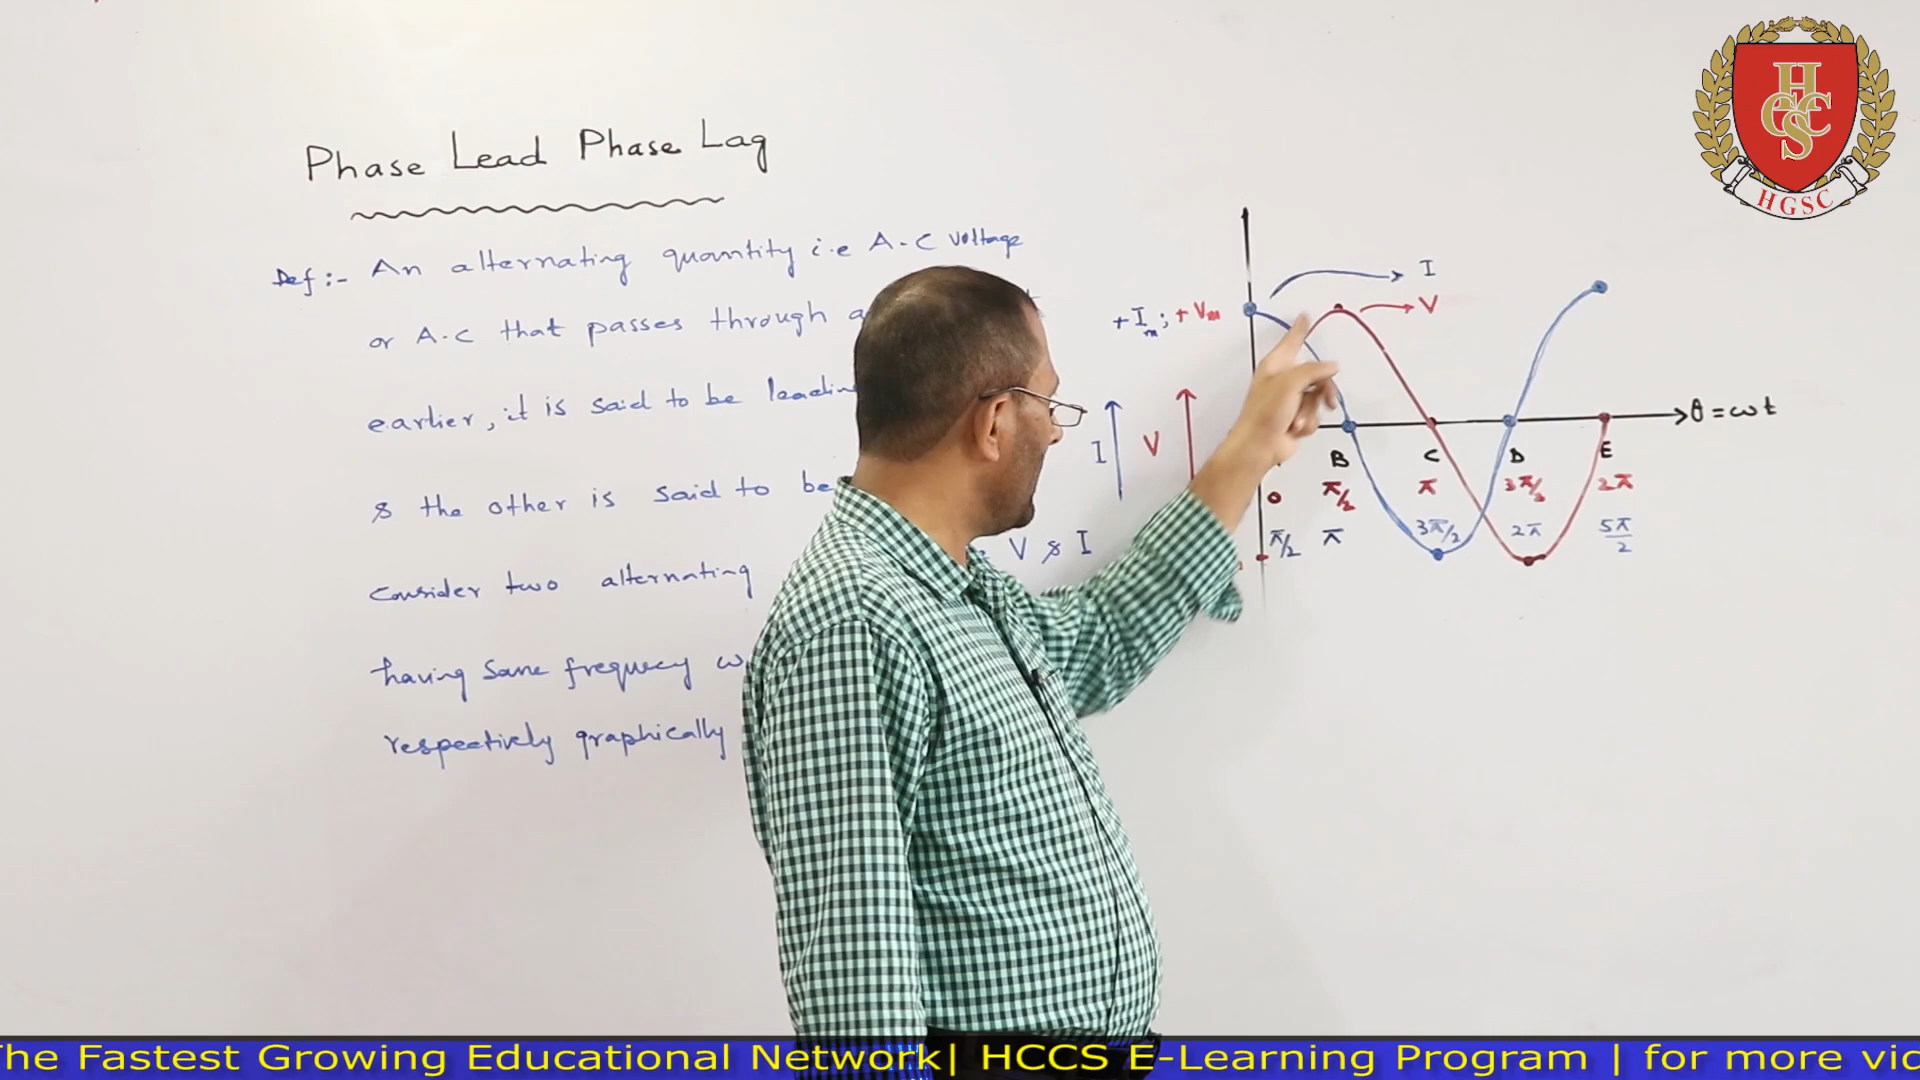 Phase Lead Phase Lag
Def :- An alternating quantity i.e A.C voltage
or A.C that passes through a
earlier, it is said to be leadin
& the other is said to be
V & I
Consider two alternating
having same frequecy w
respectively graphically
I
V
+Im ; +Vm
I
V
θ = ωt
B C D E
0 π/2 π 3π/3 2π
π/2 π 3π/2 2π 5π/2
HCCS
HGSC
The Fastest Growing Educational Network| HCCS E-Learning Program | for more vi